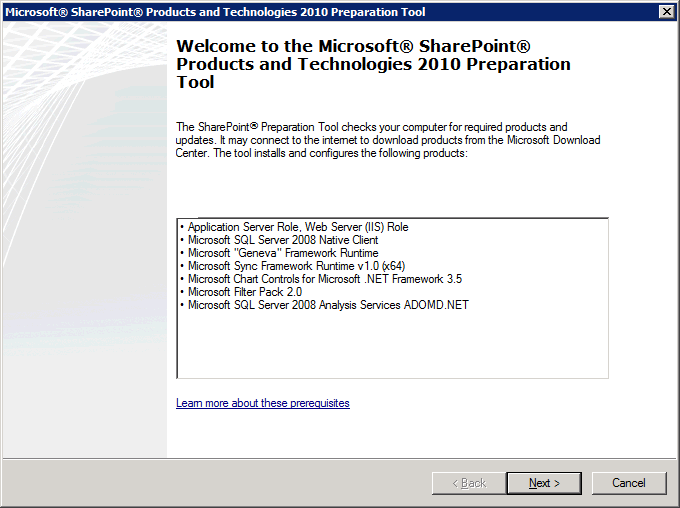 Microsoft® SharePoint® Products and Technologies 2010 Preparation Tool
Welcome to the Microsoft® SharePoint®
Products and Technologies 2010 Preparation
Tool
The SharePoint® Preparation Tool checks your computer for required products and
updates. It may connect to the internet to download products from the Microsoft Download
Center. The tool installs and configures the following products:
• Application Server Role, Web Server (IIS) Role
• Microsoft SQL Server 2008 Native Client
• Microsoft "Geneva" Framework Runtime
• Microsoft Sync Framework Runtime v1.0 (x64)
• Microsoft Chart Controls for Microsoft .NET Framework 3.5
• Microsoft Filter Pack 2.0
• Microsoft SQL Server 2008 Analysis Services ADOMD.NET
Learn more about these prerequisites
< Back Next > Cancel